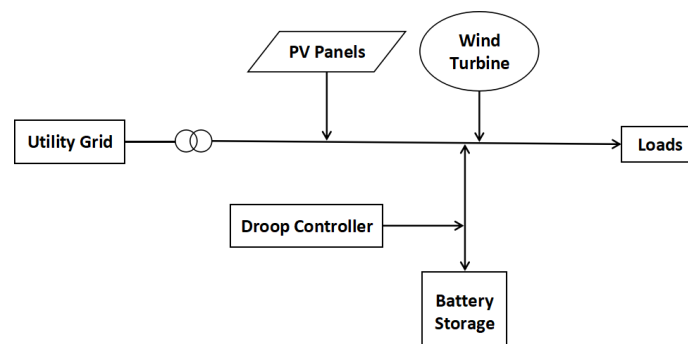 PV Panels
Wind
Turbine
Utility Grid
Loads
Droop Controller
Battery
Storage